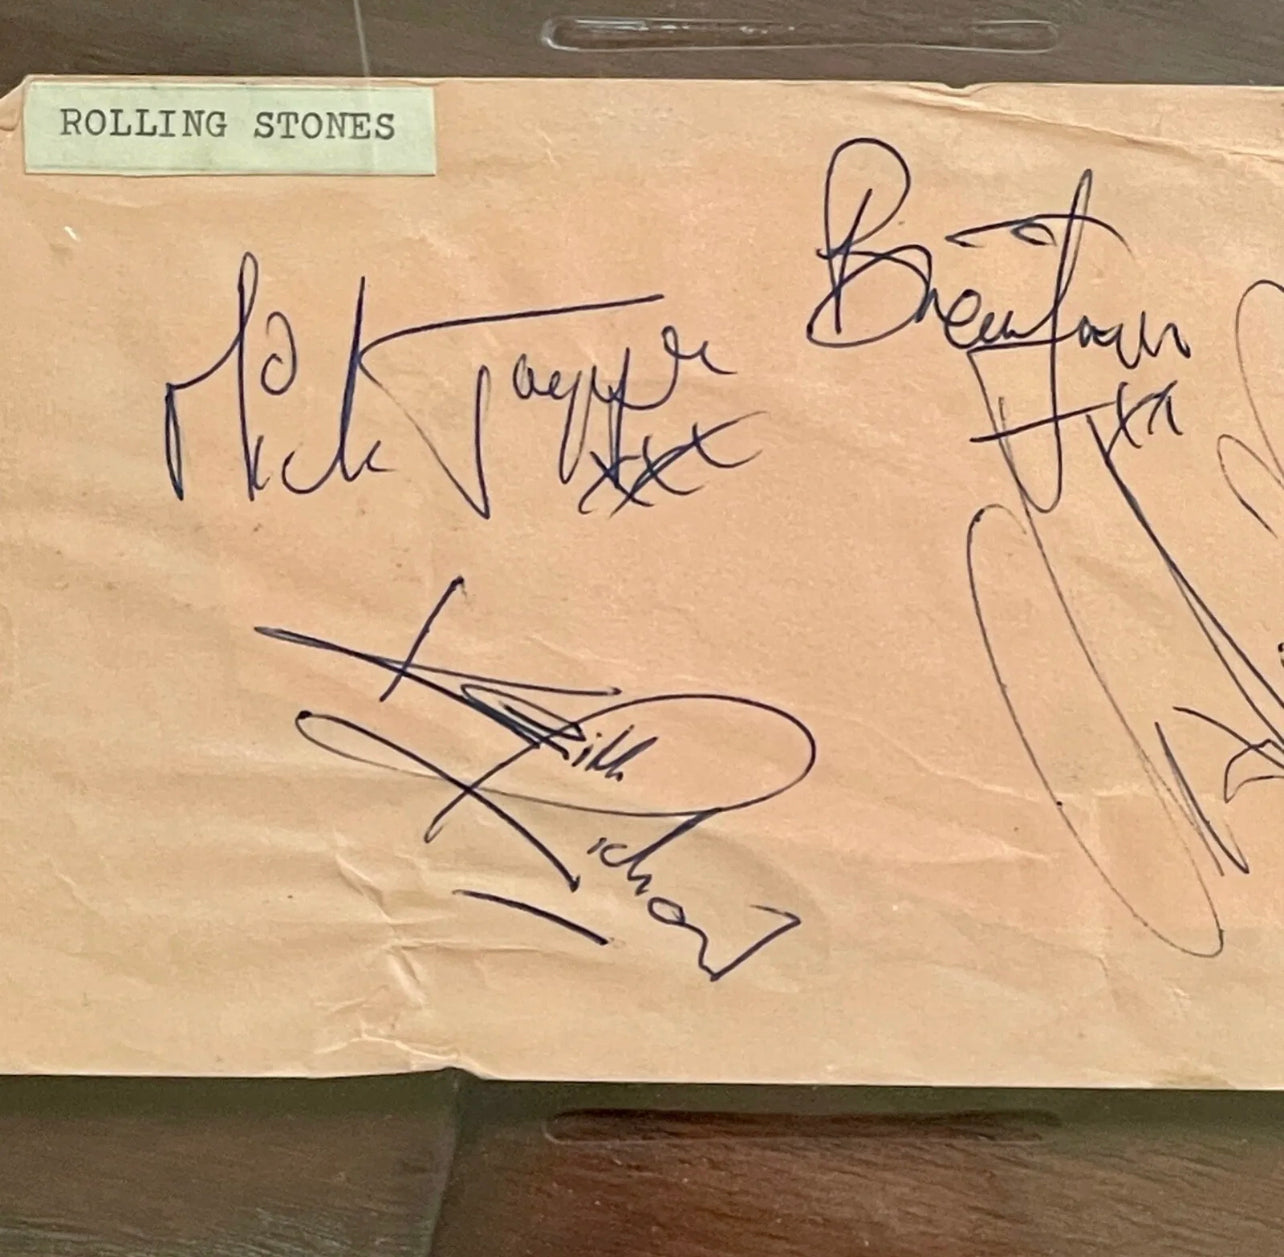 ROLLING STONES
Mick Jagger xxx
Brian Jones xxx
Keith Richard